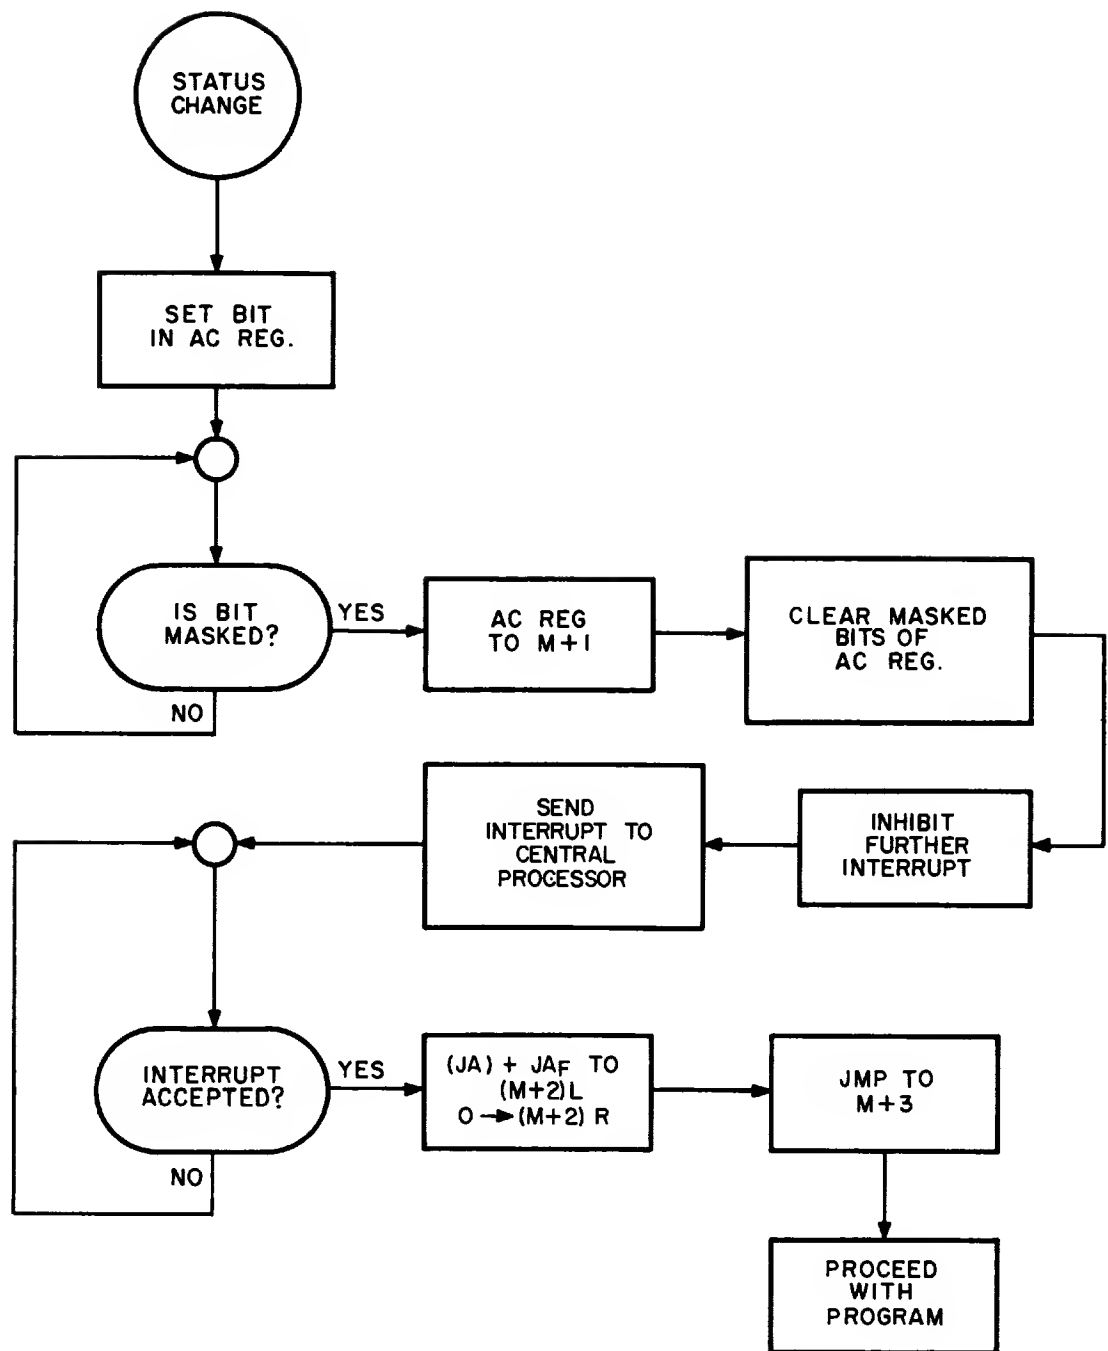 STATUS
CHANGE
SET BIT
IN AC REG.
IS BIT
MASKED?
YES
NO
AC REG
TO M+1
CLEAR MASKED
BITS OF
AC REG.
INHIBIT
FURTHER
INTERRUPT
SEND
INTERRUPT TO
CENTRAL
PROCESSOR
INTERRUPT
ACCEPTED?
YES
NO
(JA) + JAF TO
(M+2)L
O → (M+2) R
JMP TO
M+3
PROCEED
WITH
PROGRAM